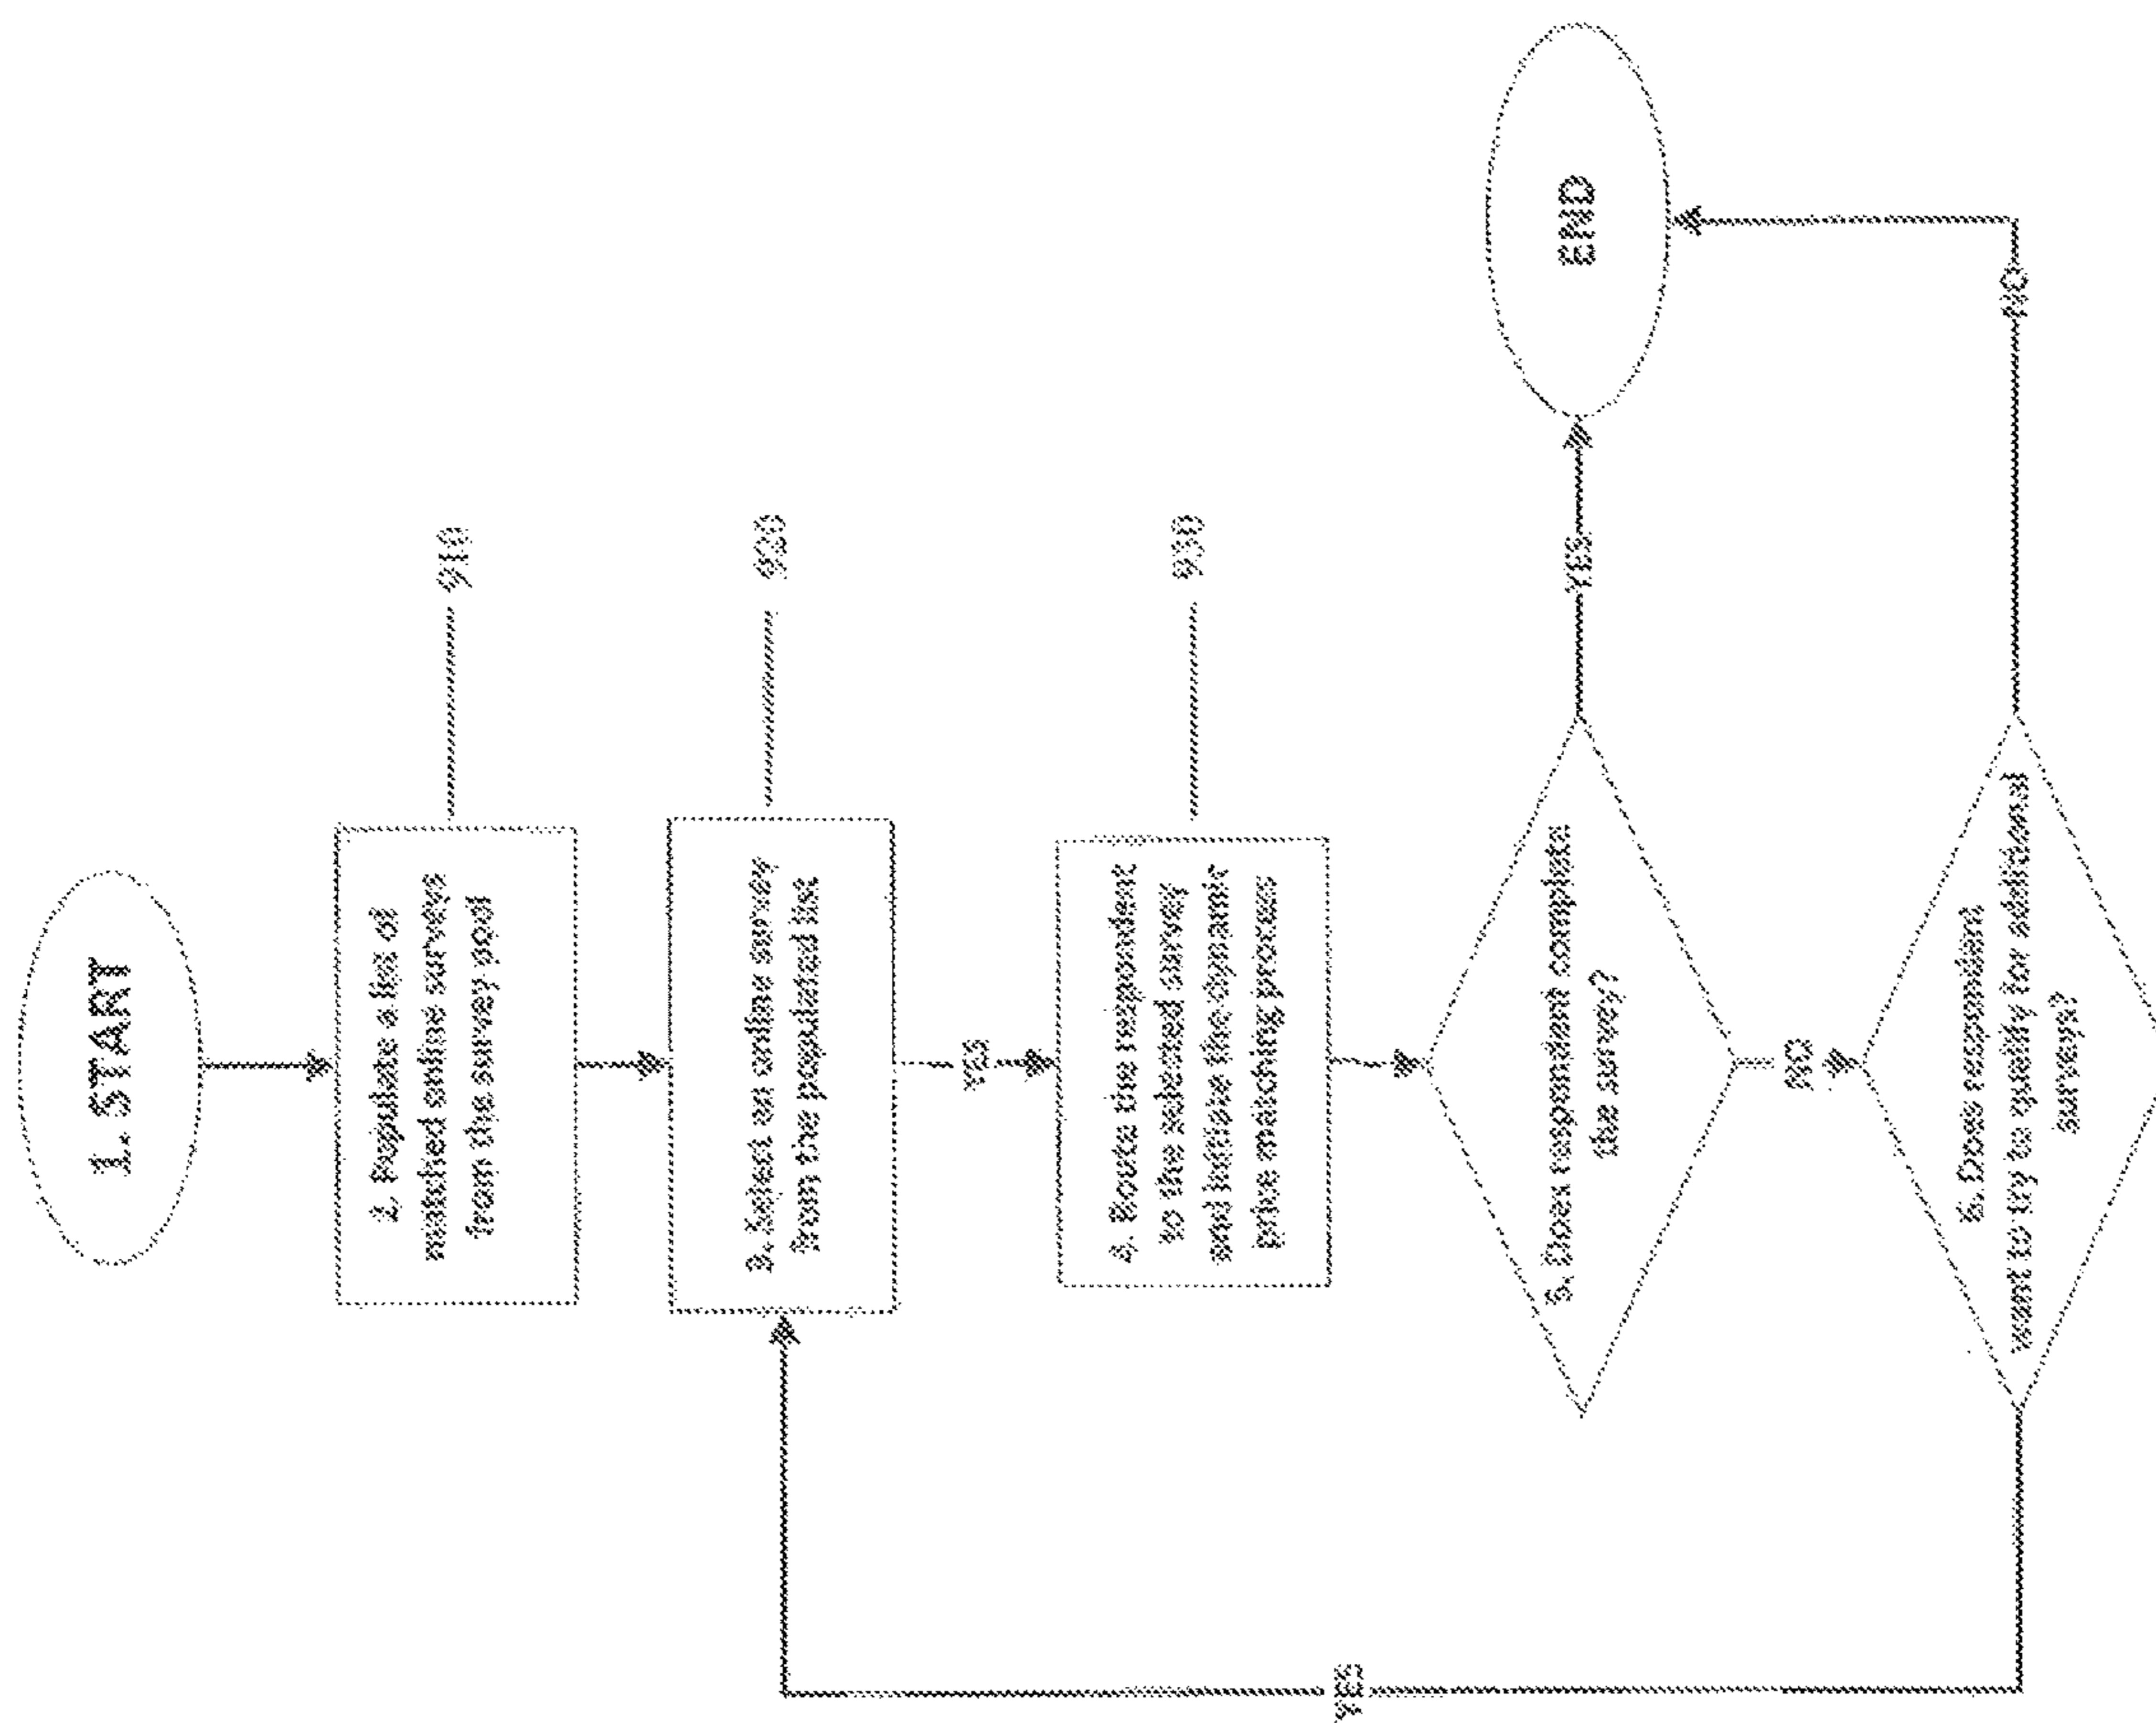 1. START
2. Populate a list of
matched online surveys
from the survey pool
910
3. Select an online survey
from the populated list
920
YES
4. Route the respondent
to the selected survey
and initiate the dynamic
price matching process
930
5. Does respondent complete
the survey?
YES
END
NO
6. Does respondent
want to try to qualify for additional
surveys?
NO
YES